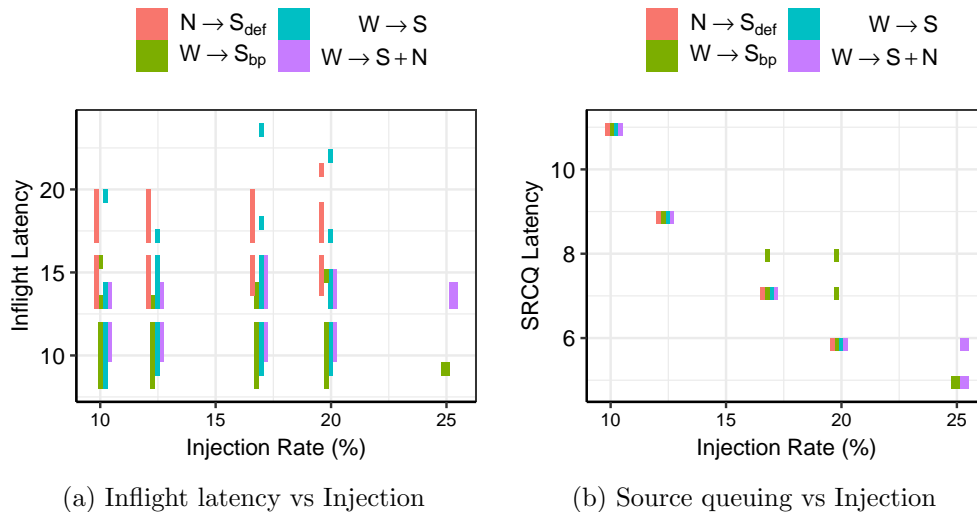 N → S_def W → S
W → S_bp W → S + N
Inflight Latency
20
15
10
10 15 20 25
Injection Rate (%)
(a) Inflight latency vs Injection
N → S_def W → S
W → S_bp W → S + N
SRCQ Latency
10
8
6
10 15 20 25
Injection Rate (%)
(b) Source queuing vs Injection